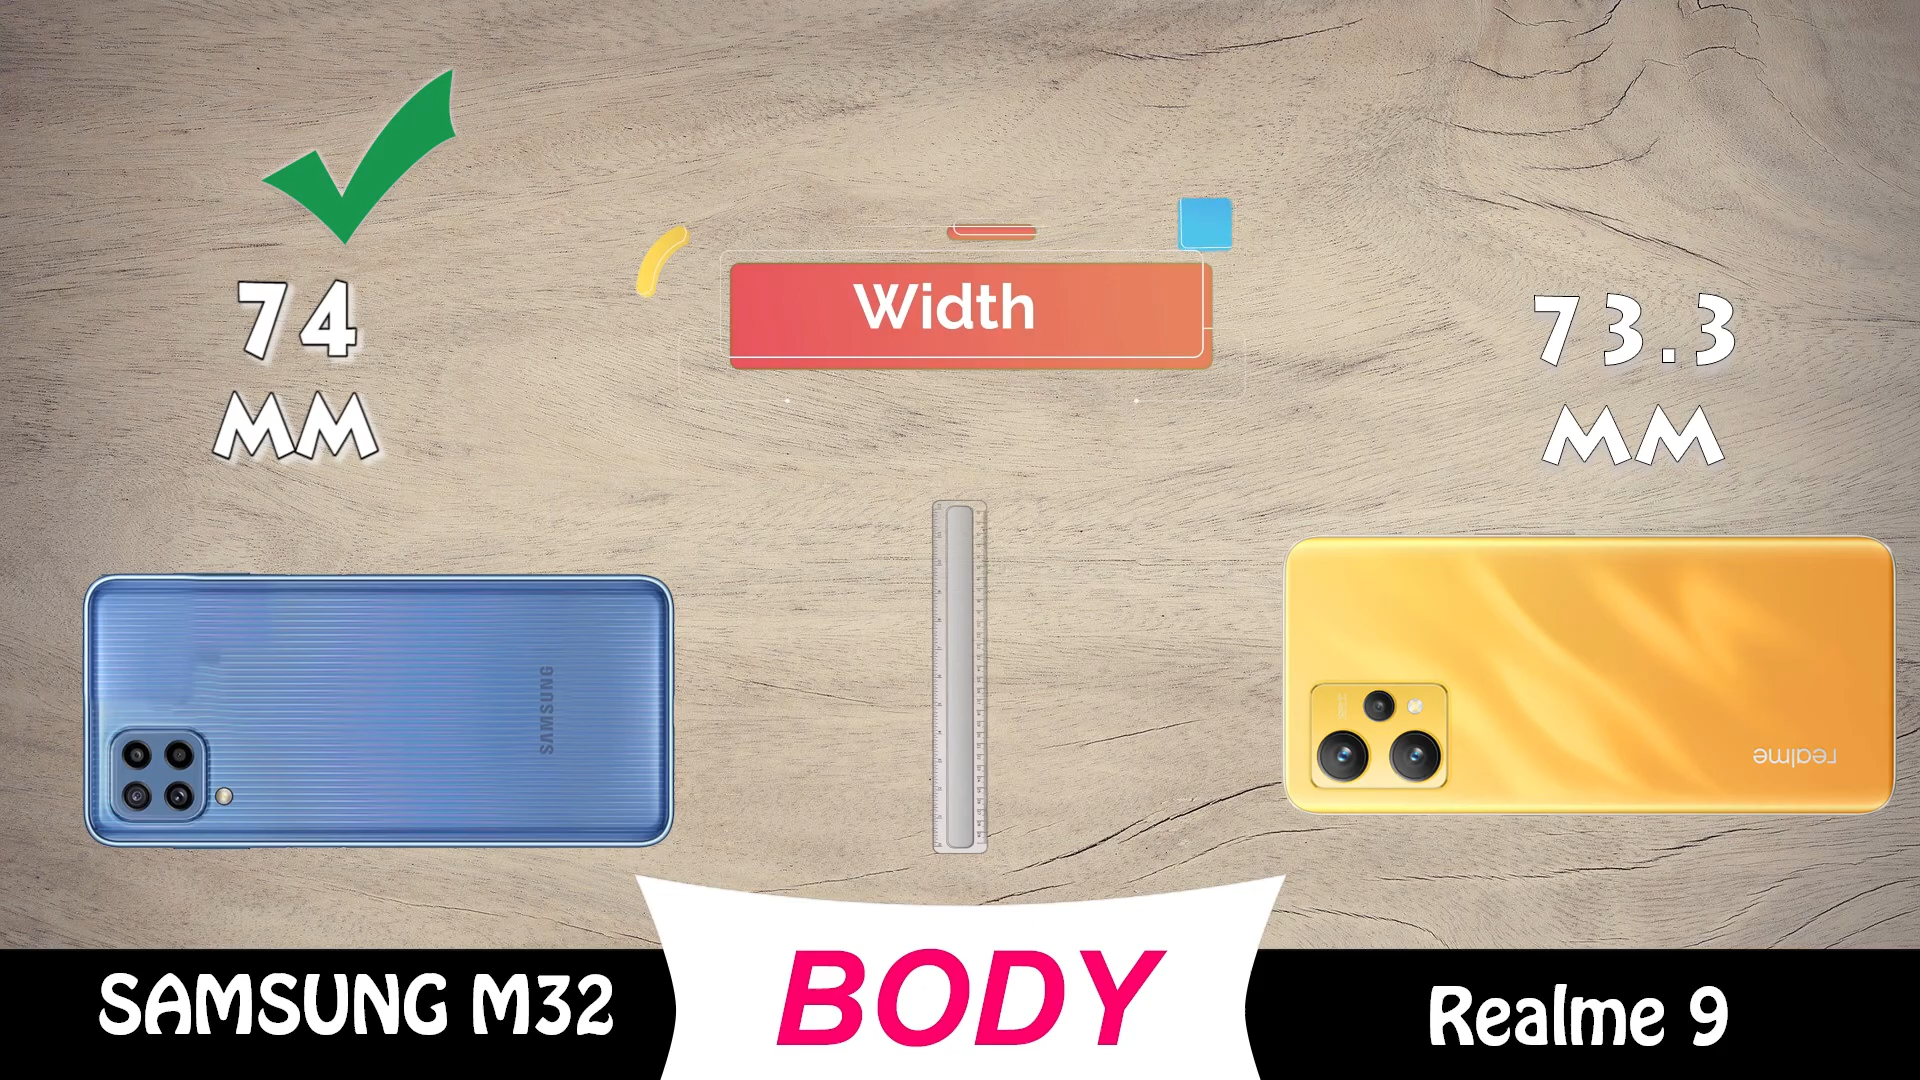 Width
74
MM
73.3
MM
SAMSUNG
realme
SAMSUNG M32
BODY
Realme 9